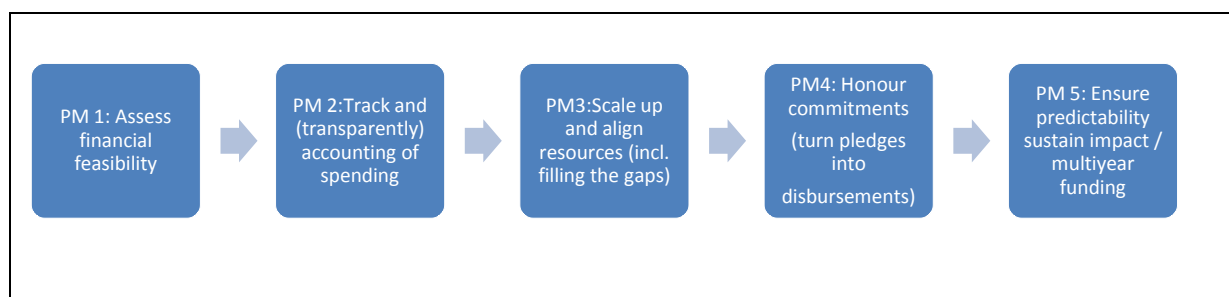 PM 1: Assess
financial
feasibility
PM 2:Track and
(transparently)
accounting of
spending
PM3:Scale up
and align
resources (incl.
filling the gaps)
PM4: Honour
commitments
(turn pledges
into
disbursements)
PM 5: Ensure
predictability
sustain impact /
multiyear
funding